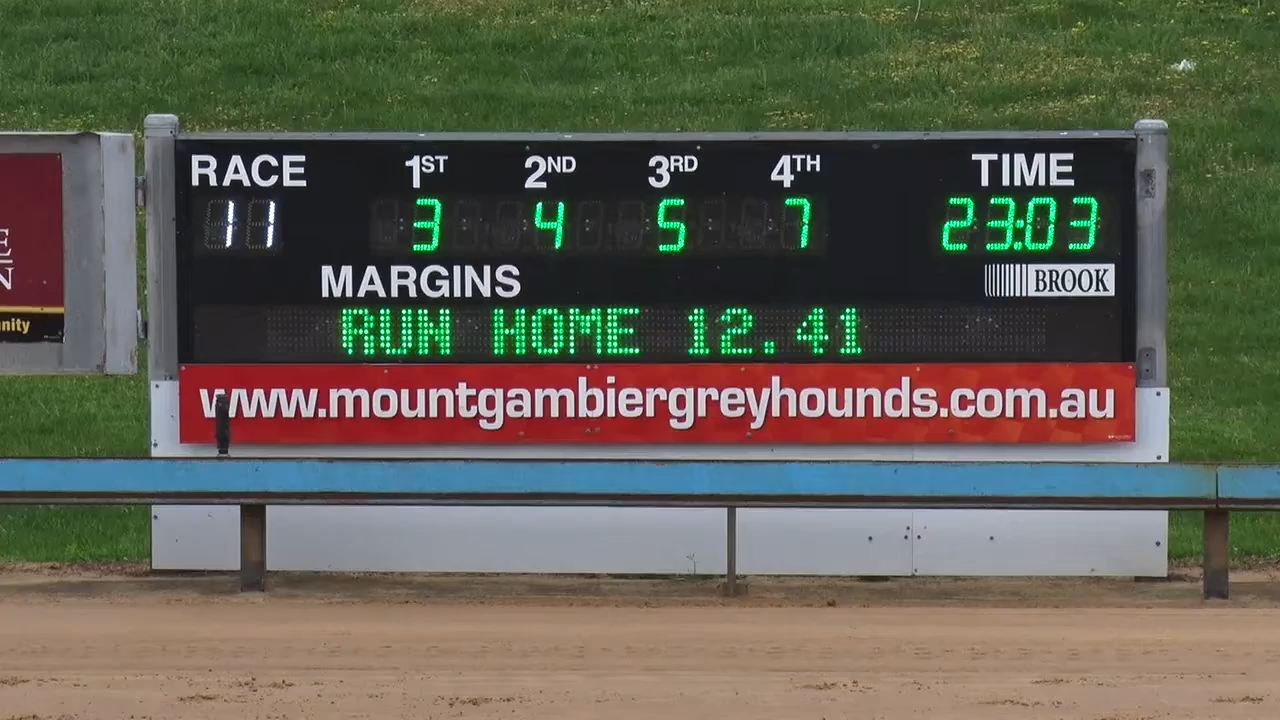 RACE 1ST 2ND 3RD 4TH TIME
11 3 4 5 7 23:03
MARGINS BROOK
RUN HOME 12.41
www.mountgambiergreyhounds.com.au
E
N
nity